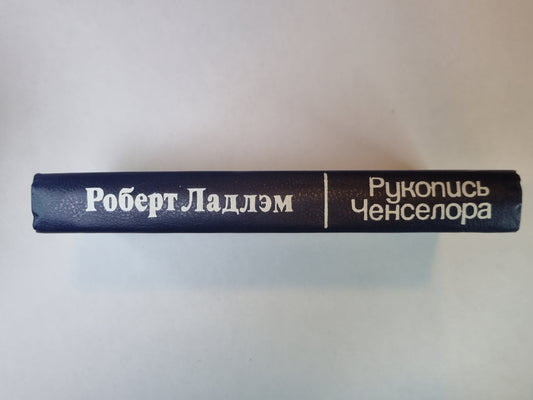 Роберт Ладлэм
Рукопись
Ченселора